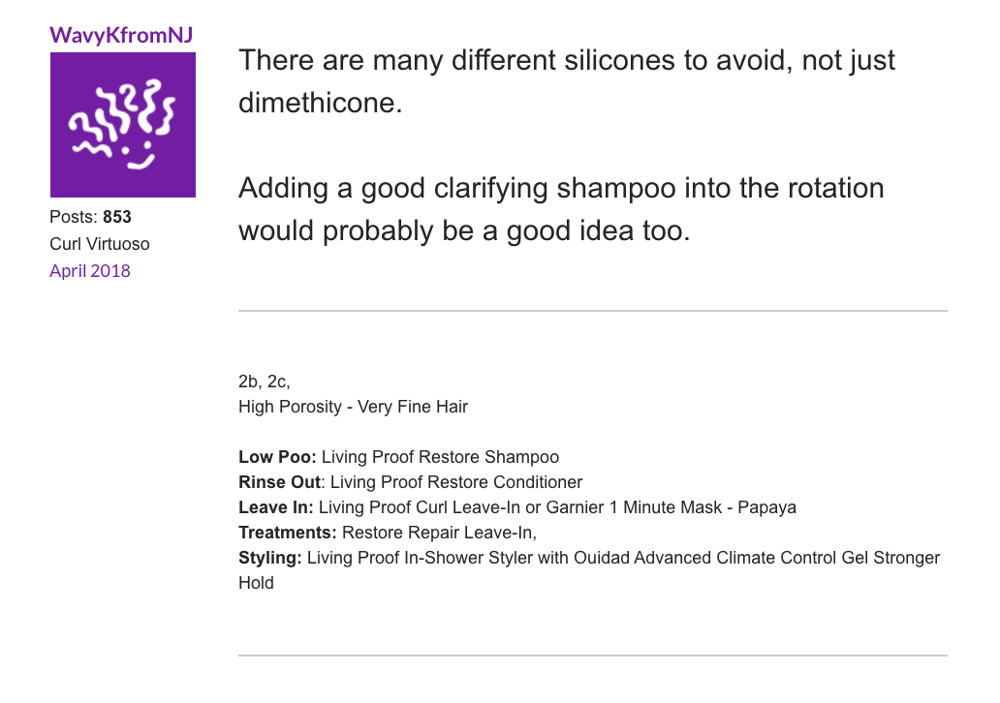 WavyKfromNJ
Posts: 853
Curl Virtuoso
April 2018
There are many different silicones to avoid, not just
dimethicone.
Adding a good clarifying shampoo into the rotation
would probably be a good idea too.
2b, 2c,
High Porosity - Very Fine Hair
Low Poo: Living Proof Restore Shampoo
Rinse Out: Living Proof Restore Conditioner
Leave In: Living Proof Curl Leave-In or Garnier 1 Minute Mask - Papaya
Treatments: Restore Repair Leave-In,
Styling: Living Proof In-Shower Styler with Ouidad Advanced Climate Control Gel Stronger
Hold